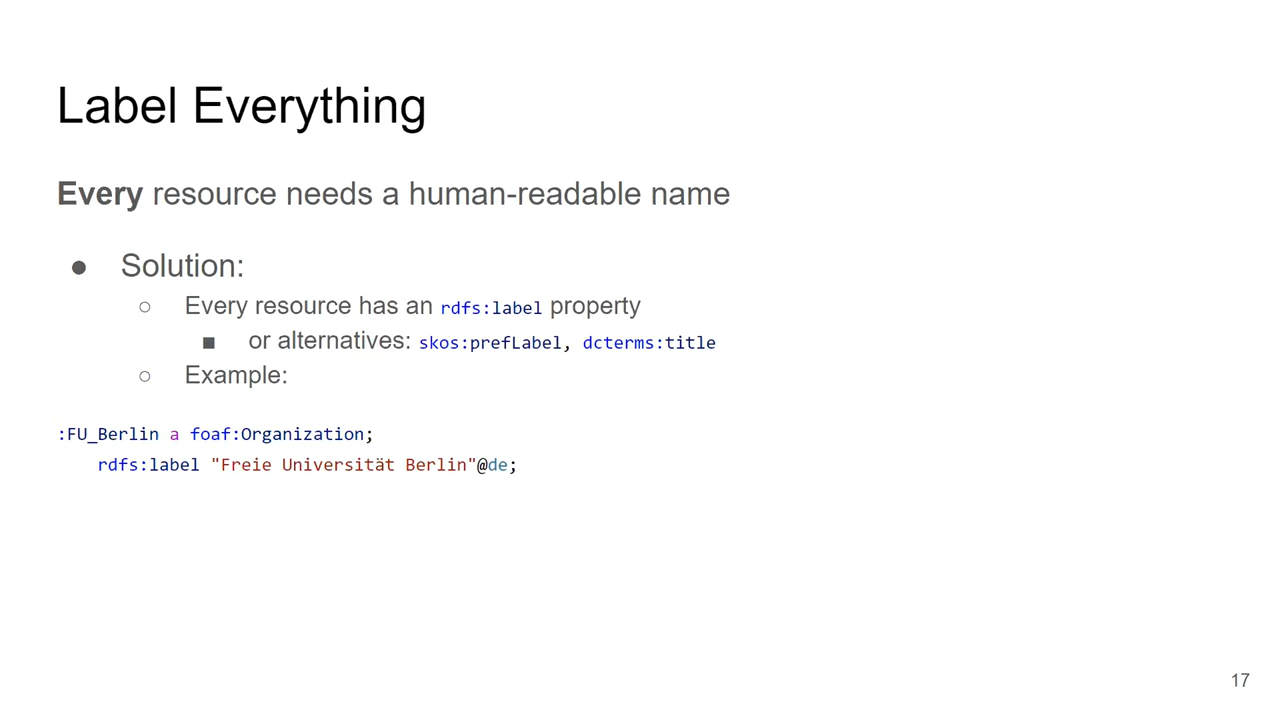 Label Everything
Every resource needs a human-readable name
● Solution:
○ Every resource has an rdfs:label property
■ or alternatives: skos:prefLabel, dcterms:title
○ Example:
:FU_Berlin a foaf:Organization;
rdfs:label "Freie Universität Berlin"@de;
17